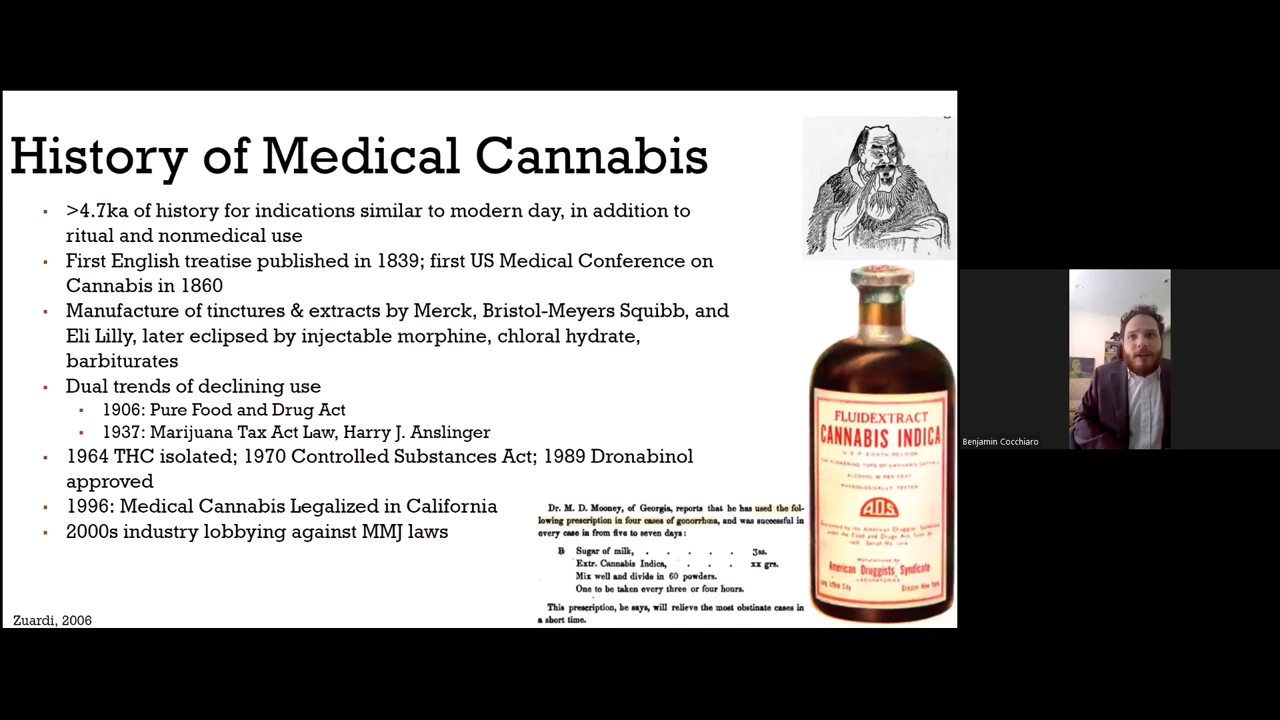 History of Medical Cannabis
>4.7ka of history for indications similar to modern day, in addition to
ritual and nonmedical use
First English treatise published in 1839; first US Medical Conference on
Cannabis in 1860
Manufacture of tinctures & extracts by Merck, Bristol-Meyers Squibb, and
Eli Lilly, later eclipsed by injectable morphine, chloral hydrate,
barbiturates
Dual trends of declining use
1906: Pure Food and Drug Act
1937: Marijuana Tax Act Law, Harry J. Anslinger
1964 THC isolated; 1970 Controlled Substances Act; 1989 Dronabinol
approved
1996: Medical Cannabis Legalized in California
2000s industry lobbying against MMJ laws
Zuardi, 2006
Dr. M. D. Mooney, of Georgia, reports that he has used the fol-
lowing prescription in four cases of gonorrhœa, and was successful in
every case in from five to seven days:
℞ Sugar of milk, . . . . . 3ss.
Extr. Cannabis Indica, . . . xx grs.
Mix well and divide in 60 powders.
One to be taken every three or four hours.
This prescription, he says, will relieve the most obstinate cases in
a short time.
FLUIDEXTRACT
CANNABIS INDICA
ALCOHOL 80 PER CENT
PHYSIOLOGICALLY TESTED
ADS
American Druggists Syndicate
LABORATORIES
Long Island City Greater New York
Benjamin Cocchiaro